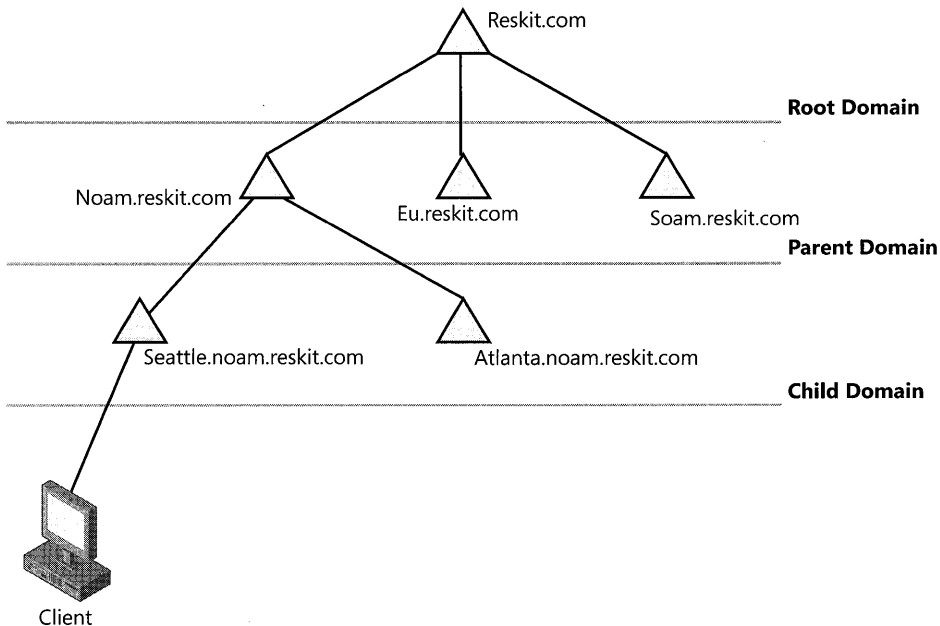 Reskit.com
Root Domain
Noam.reskit.com
Eu.reskit.com
Soam.reskit.com
Parent Domain
Seattle.noam.reskit.com
Atlanta.noam.reskit.com
Child Domain
Client